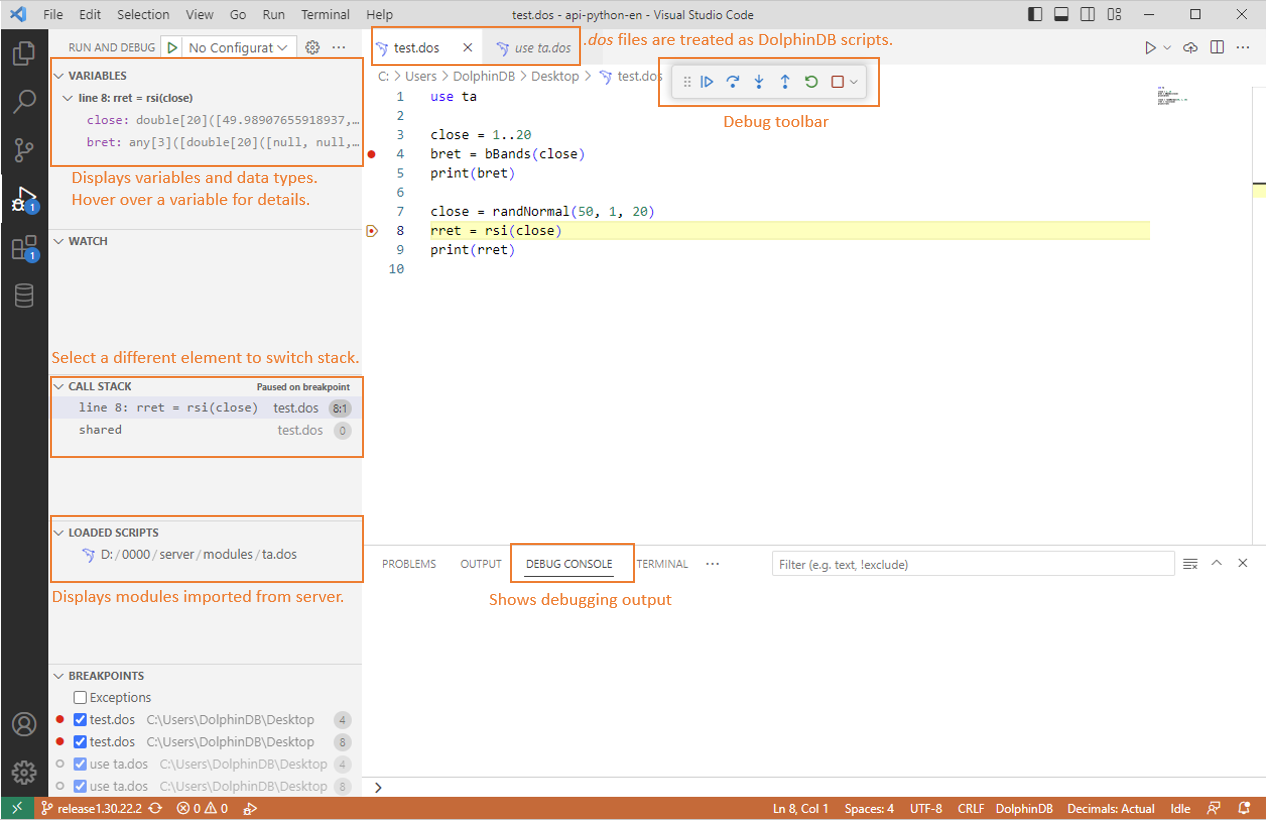 File Edit Selection View Go Run Terminal Help test.dos - api-python-en - Visual Studio Code
RUN AND DEBUG No Configurat
test.dos use ta.dos
.dos files are treated as DolphinDB scripts.
C: > Users > DolphinDB > Desktop > test.dos
Debug toolbar
VARIABLES
line 8: rret = rsi(close)
close: double[20]([49.98907655918937,…
bret: any[3]([double[20]([null, null,…
Displays variables and data types.
Hover over a variable for details.
WATCH
Select a different element to switch stack.
CALL STACK Paused on breakpoint
line 8: rret = rsi(close) test.dos 8:1
shared test.dos 0
LOADED SCRIPTS
D:/0000/server/modules/ta.dos
Displays modules imported from server.
BREAKPOINTS
Exceptions
test.dos C:\Users\DolphinDB\Desktop 4
test.dos C:\Users\DolphinDB\Desktop 8
use ta.dos C:\Users\DolphinDB\Desktop 4
use ta.dos C:\Users\DolphinDB\Desktop 8
1
1
1 use ta
2
3 close = 1..20
4 bret = bBands(close)
5 print(bret)
6
7 close = randNormal(50, 1, 20)
8 rret = rsi(close)
9 print(rret)
10
PROBLEMS OUTPUT DEBUG CONSOLE TERMINAL
Filter (e.g. text, !exclude)
Shows debugging output
release1.30.22.2 0 0 Ln 8, Col 1 Spaces: 4 UTF-8 CRLF DolphinDB Decimals: Actual Idle